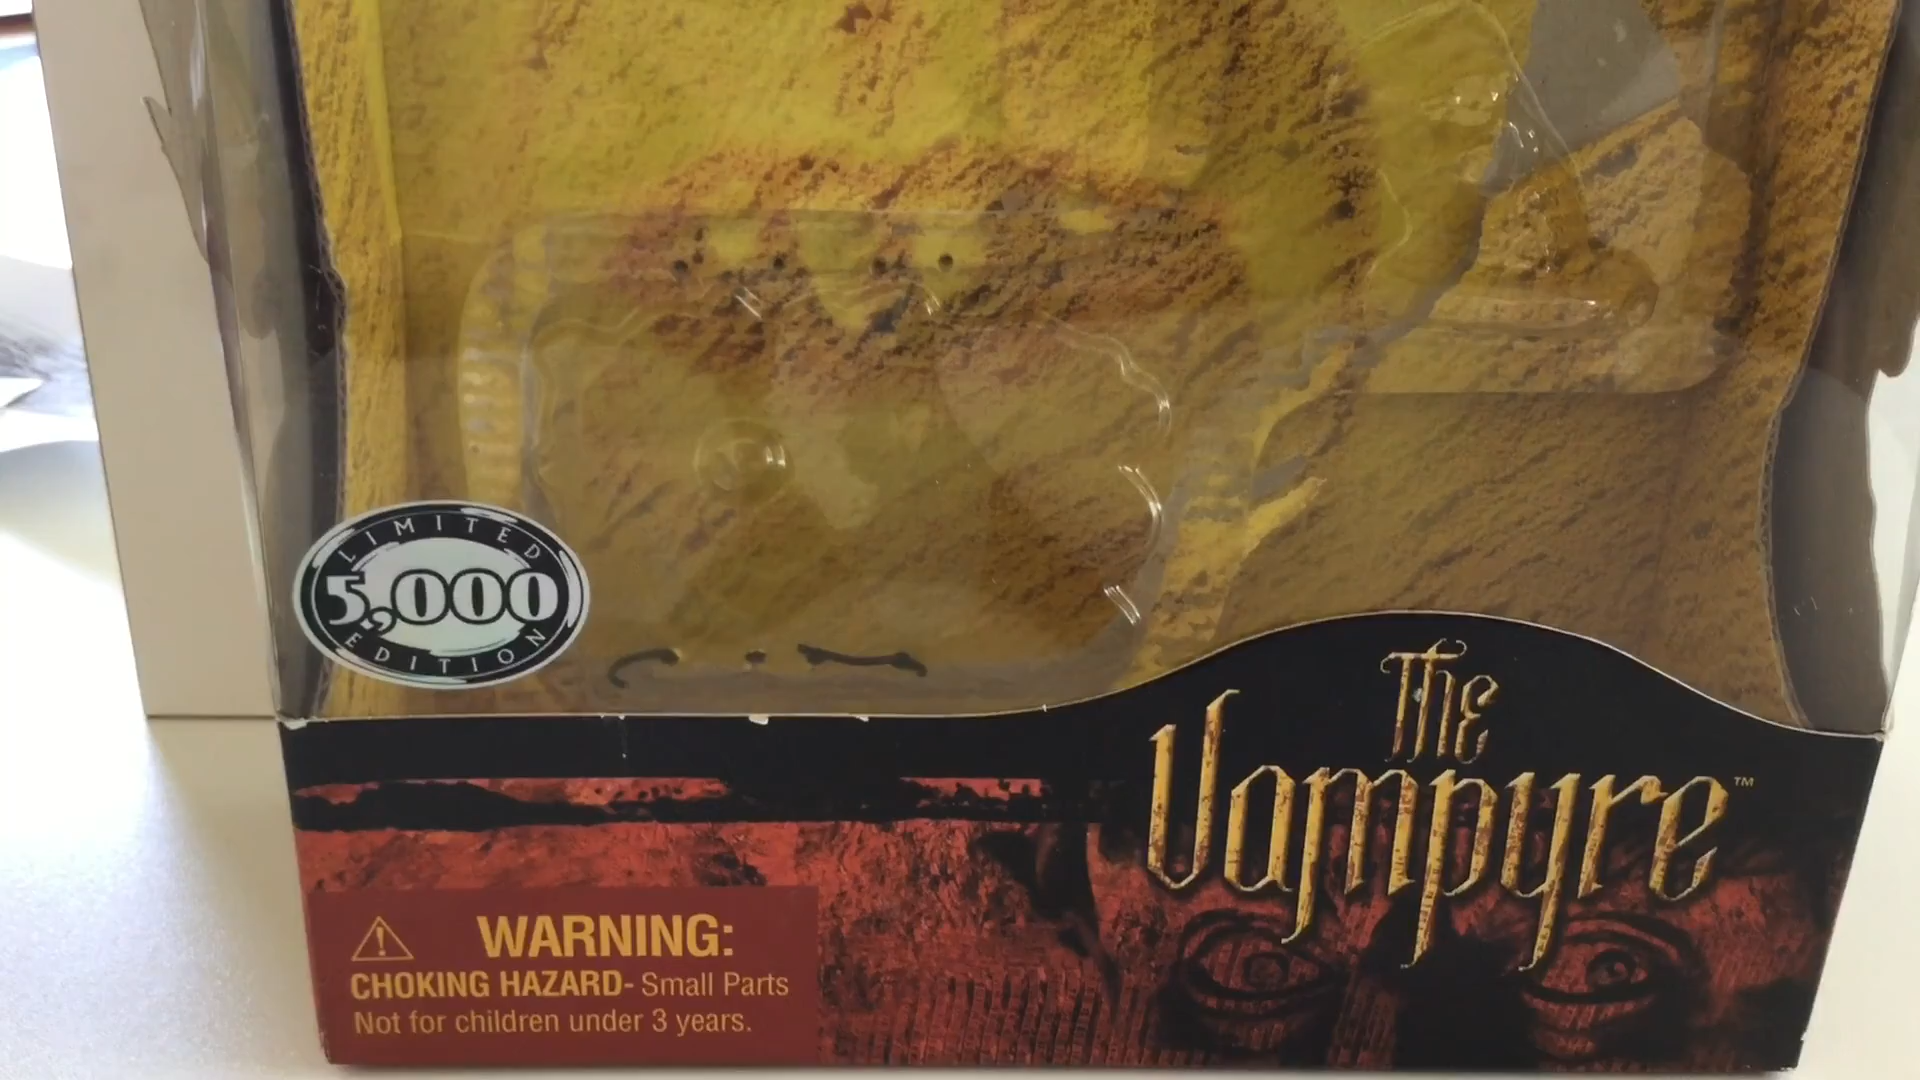 LIMITED
5,000
EDITION
The
Vampyre™
WARNING:
CHOKING HAZARD- Small Parts
Not for children under 3 years.